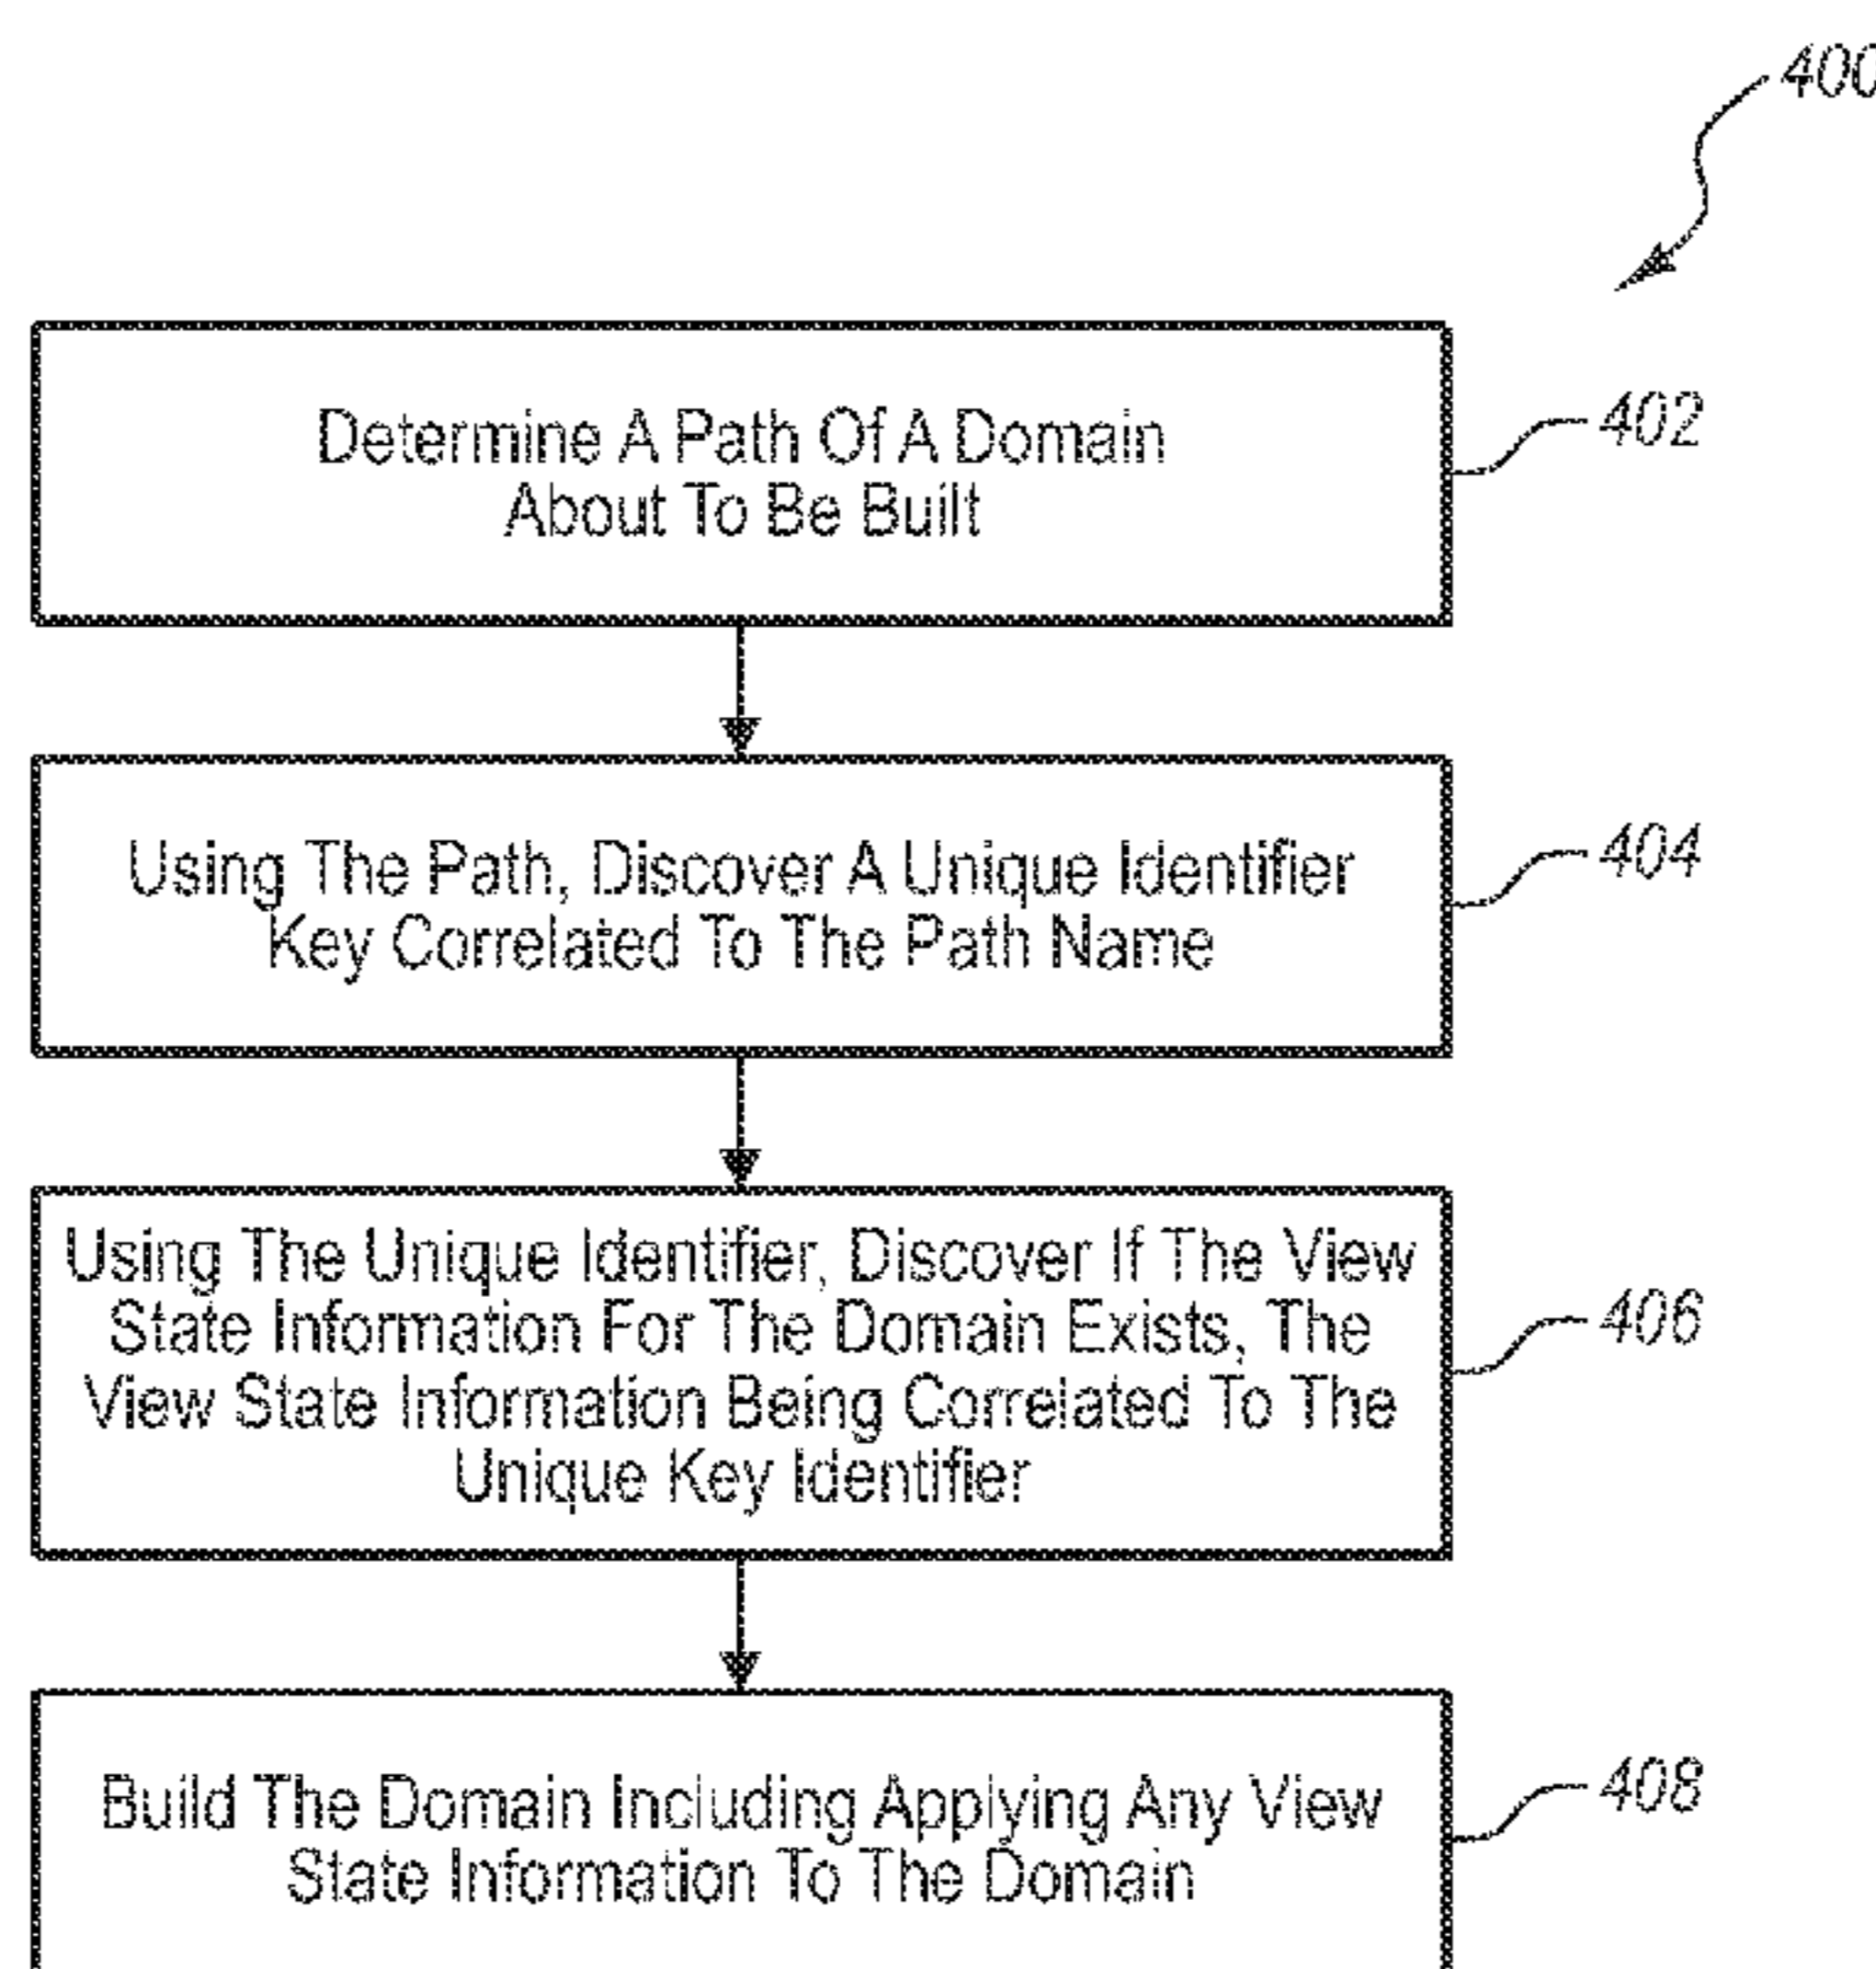 400
Determine A Path Of A Domain
About To Be Built
402
Using The Path, Discover A Unique Identifier
Key Correlated To The Path Name
404
Using The Unique Identifier, Discover If The View
State Information For The Domain Exists, The
View State Information Being Correlated To The
Unique Key Identifier
406
Build The Domain Including Applying Any View
State Information To The Domain
408